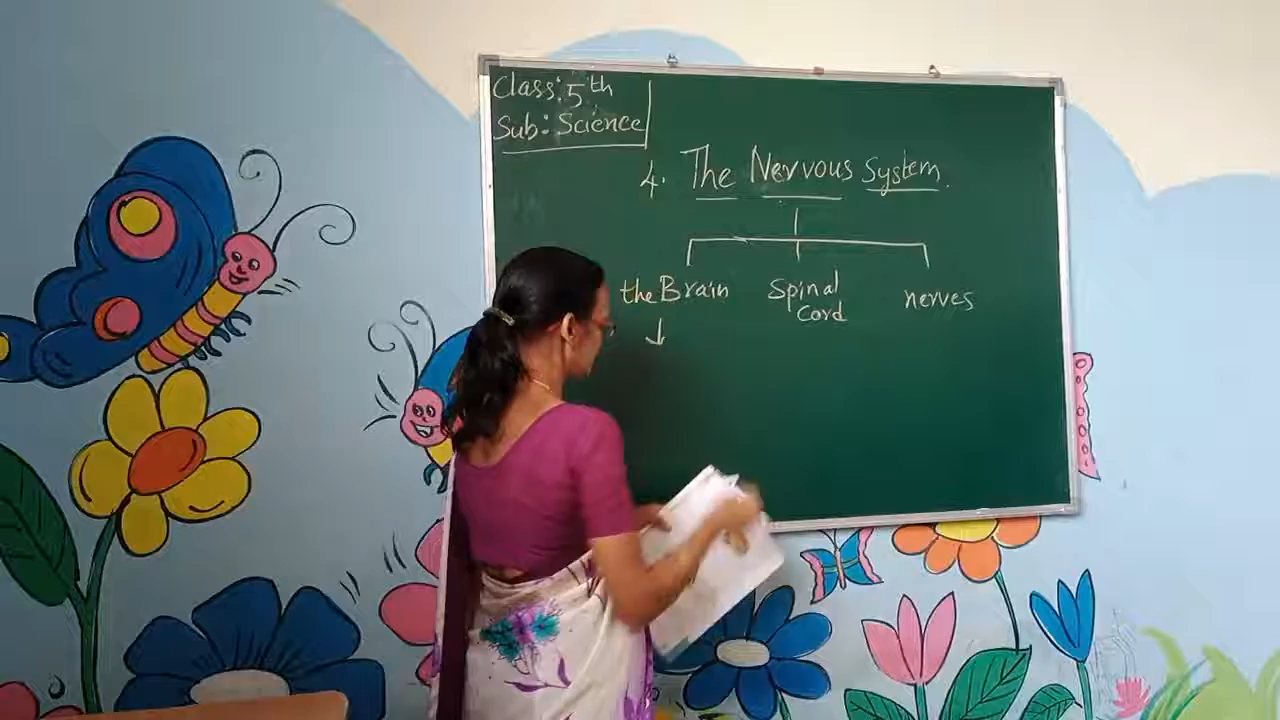 Class: 5th
Sub: Science
4. The Nervous System.
the Brain
Spinal
Cord
nerves